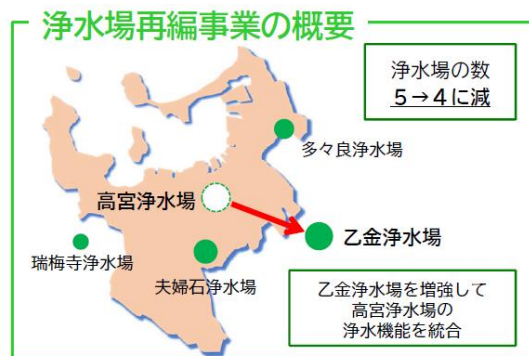 浄水場再編事業の概要
浄水場の数
5→4に減
多々良浄水場
高宮浄水場
乙金浄水場
瑞梅寺浄水場
夫婦石浄水場
乙金浄水場を増強して
高宮浄水場の
浄水機能を統合